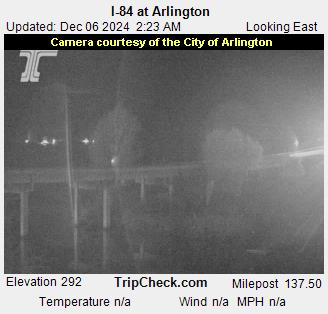 I-84 at Arlington
Updated: Dec 06 2024 2:23 AM Looking East
Camera courtesy of the City of Arlington
Elevation 292 TripCheck.com Milepost 137.50
Temperature n/a Wind n/a MPH n/a